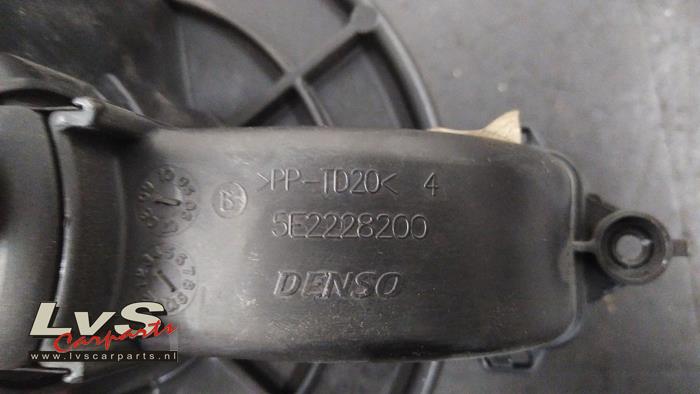 >PP-TD20< 4
5E2228200
DENSO
B
LvS
Carparts
www.lvscarparts.nl